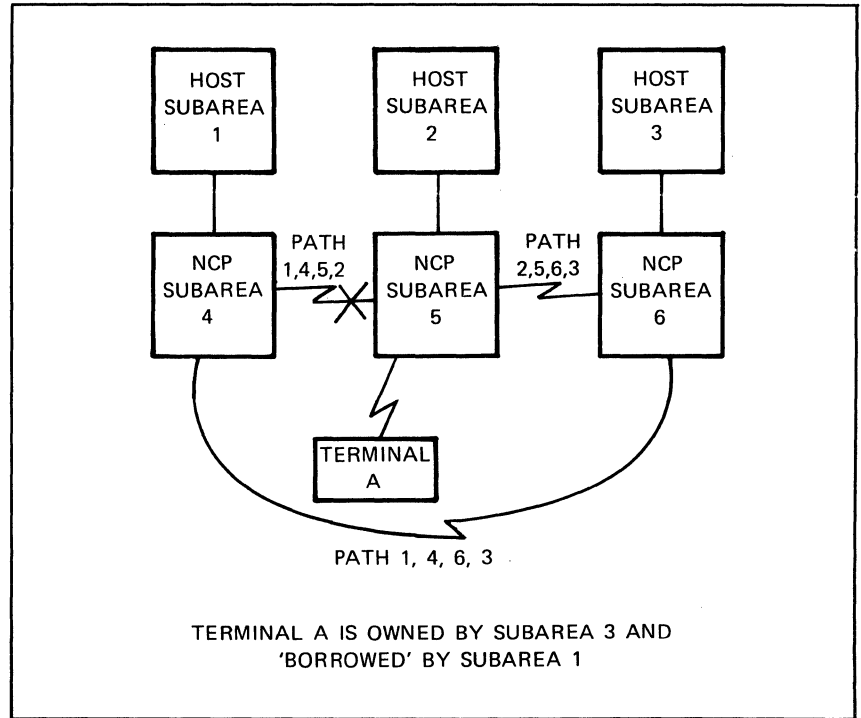 HOST
SUBAREA
1
HOST
SUBAREA
2
HOST
SUBAREA
3
NCP
SUBAREA
4
PATH
1,4,5,2
NCP
SUBAREA
5
PATH
2,5,6,3
NCP
SUBAREA
6
TERMINAL
A
PATH 1, 4, 6, 3
TERMINAL A IS OWNED BY SUBAREA 3 AND
'BORROWED' BY SUBAREA 1